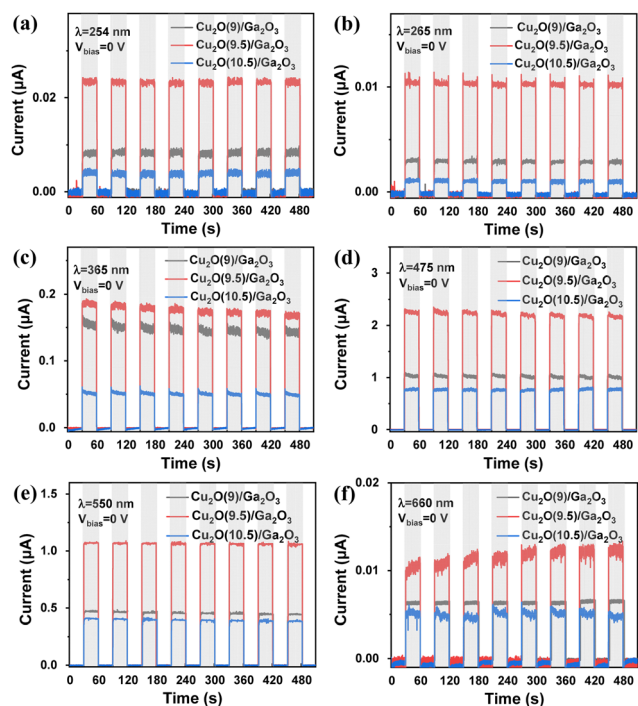 (a)
λ=254 nm
V_bias=0 V
Cu₂O(9)/Ga₂O₃
Cu₂O(9.5)/Ga₂O₃
Cu₂O(10.5)/Ga₂O₃
Current (μA)
0.04
0.02
0.00
0 60 120 180 240 300 360 420 480
Time (s)
(b)
λ=265 nm
V_bias=0 V
Cu₂O(9)/Ga₂O₃
Cu₂O(9.5)/Ga₂O₃
Cu₂O(10.5)/Ga₂O₃
Current (μA)
0.01
0.00
0 60 120 180 240 300 360 420 480
Time (s)
(c)
λ=365 nm
V_bias=0 V
Cu₂O(9)/Ga₂O₃
Cu₂O(9.5)/Ga₂O₃
Cu₂O(10.5)/Ga₂O₃
Current (μA)
0.2
0.1
0.0
0 60 120 180 240 300 360 420 480
Time (s)
(d)
λ=475 nm
V_bias=0 V
Cu₂O(9)/Ga₂O₃
Cu₂O(9.5)/Ga₂O₃
Cu₂O(10.5)/Ga₂O₃
Current (μA)
3
2
1
0
0 60 120 180 240 300 360 420 480
Time (s)
(e)
λ=550 nm
V_bias=0 V
Cu₂O(9)/Ga₂O₃
Cu₂O(9.5)/Ga₂O₃
Cu₂O(10.5)/Ga₂O₃
Current (μA)
1.5
1.0
0.5
0.0
0 60 120 180 240 300 360 420 480
Time (s)
(f)
λ=660 nm
V_bias=0 V
Cu₂O(9)/Ga₂O₃
Cu₂O(9.5)/Ga₂O₃
Cu₂O(10.5)/Ga₂O₃
Current (μA)
0.02
0.01
0.00
0 60 120 180 240 300 360 420 480
Time (s)